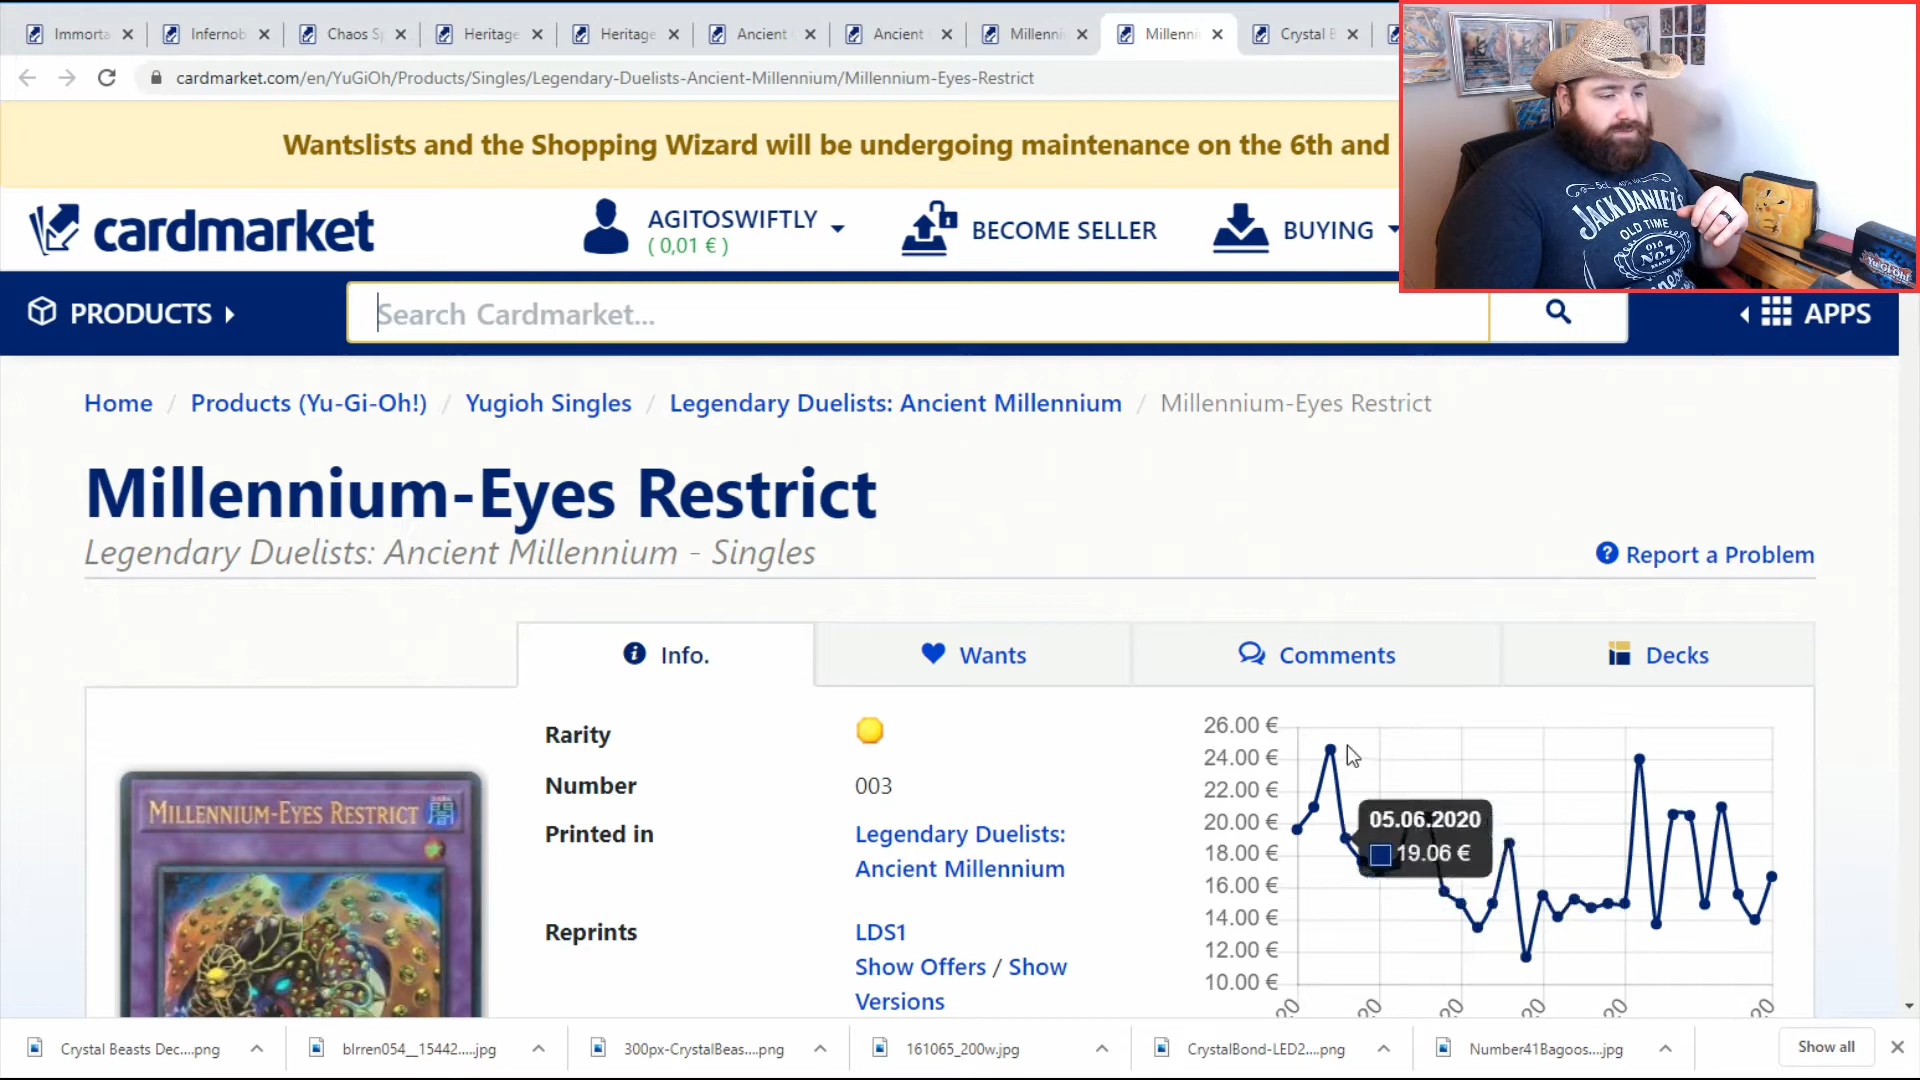 Immorta
Infernob
Chaos Sp
Heritage
Heritage
Ancient
Ancient
Millenni
Millenni
Crystal B
cardmarket.com/en/YuGiOh/Products/Singles/Legendary-Duelists-Ancient-Millennium/Millennium-Eyes-Restrict
Wantslists and the Shopping Wizard will be undergoing maintenance on the 6th and
cardmarket
AGITOSWIFTLY
( 0,01 € )
BECOME SELLER
BUYING
JACK DANIEL'S
OLD TIME
OLD
No. 7
BRAND
Yu-Gi-Oh!
PRODUCTS
Search Cardmarket...
APPS
Home / Products (Yu-Gi-Oh!) / Yugioh Singles / Legendary Duelists: Ancient Millennium / Millennium-Eyes Restrict
Millennium-Eyes Restrict
Legendary Duelists: Ancient Millennium - Singles
Report a Problem
Info.
Wants
Comments
Decks
Rarity
Number 003
Printed in Legendary Duelists:
Ancient Millennium
Reprints LDS1
Show Offers / Show
Versions
MILLENNIUM-EYES RESTRICT
闇
26.00 €
24.00 €
22.00 €
20.00 €
18.00 €
16.00 €
14.00 €
12.00 €
10.00 €
05.06.2020
19.06 €
Crystal Beasts Dec....png
blrren054__15442....jpg
300px-CrystalBeas....png
161065_200w.jpg
CrystalBond-LED2....png
Number41Bagoos....jpg
Show all